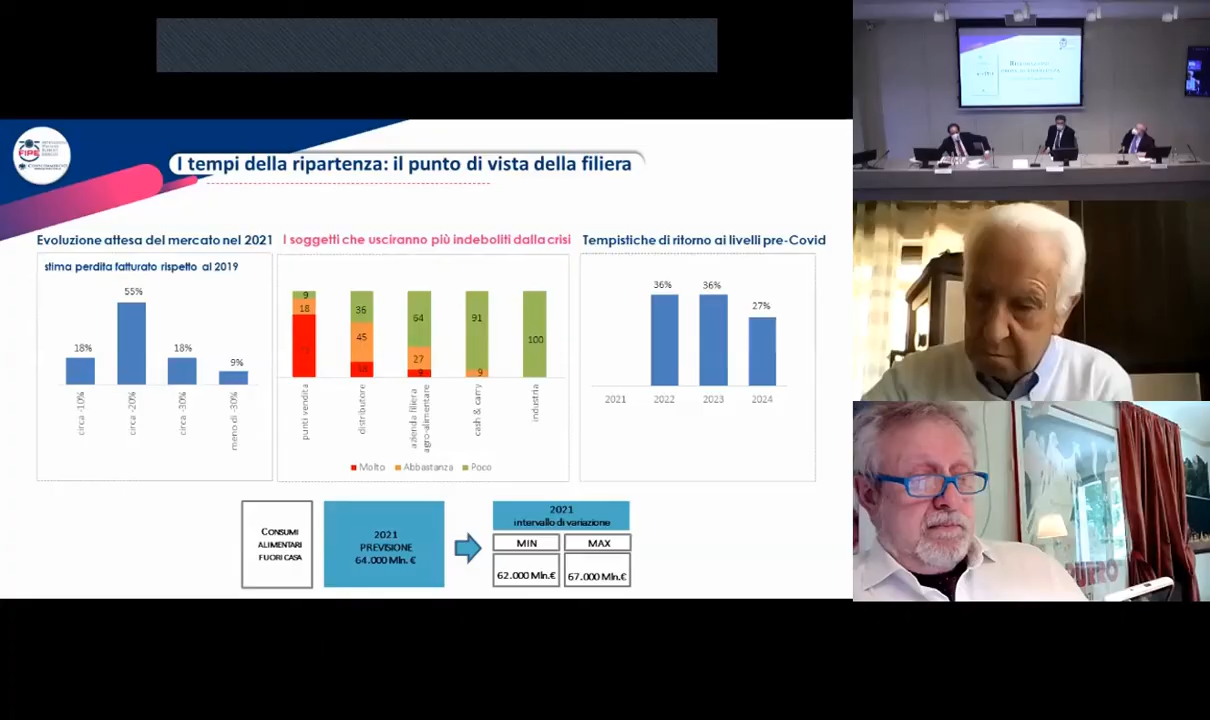 FIPE
I tempi della ripartenza: il punto di vista della filiera
Evoluzione attesa del mercato nel 2021
stima perdita fatturato rispetto al 2019
18%
55%
18%
9%
circa -10%
circa -20%
circa -30%
meno di -30%
I soggetti che usciranno più indeboliti dalla crisi
9
18
36
45
18
64
27
9
91
9
100
punti vendita
distributore
azienda filiera
agro-alimentare
cash & carry
industria
Molto
Abbastanza
Poco
Tempistiche di ritorno ai livelli pre-Covid
36%
36%
27%
2021
2022
2023
2024
CONSUMI
ALIMENTARI
FUORI CASA
2021
PREVISIONE
64.000 Mln. €
2021
intervallo di variazione
MIN
MAX
62.000 Mln.€
67.000 Mln.€